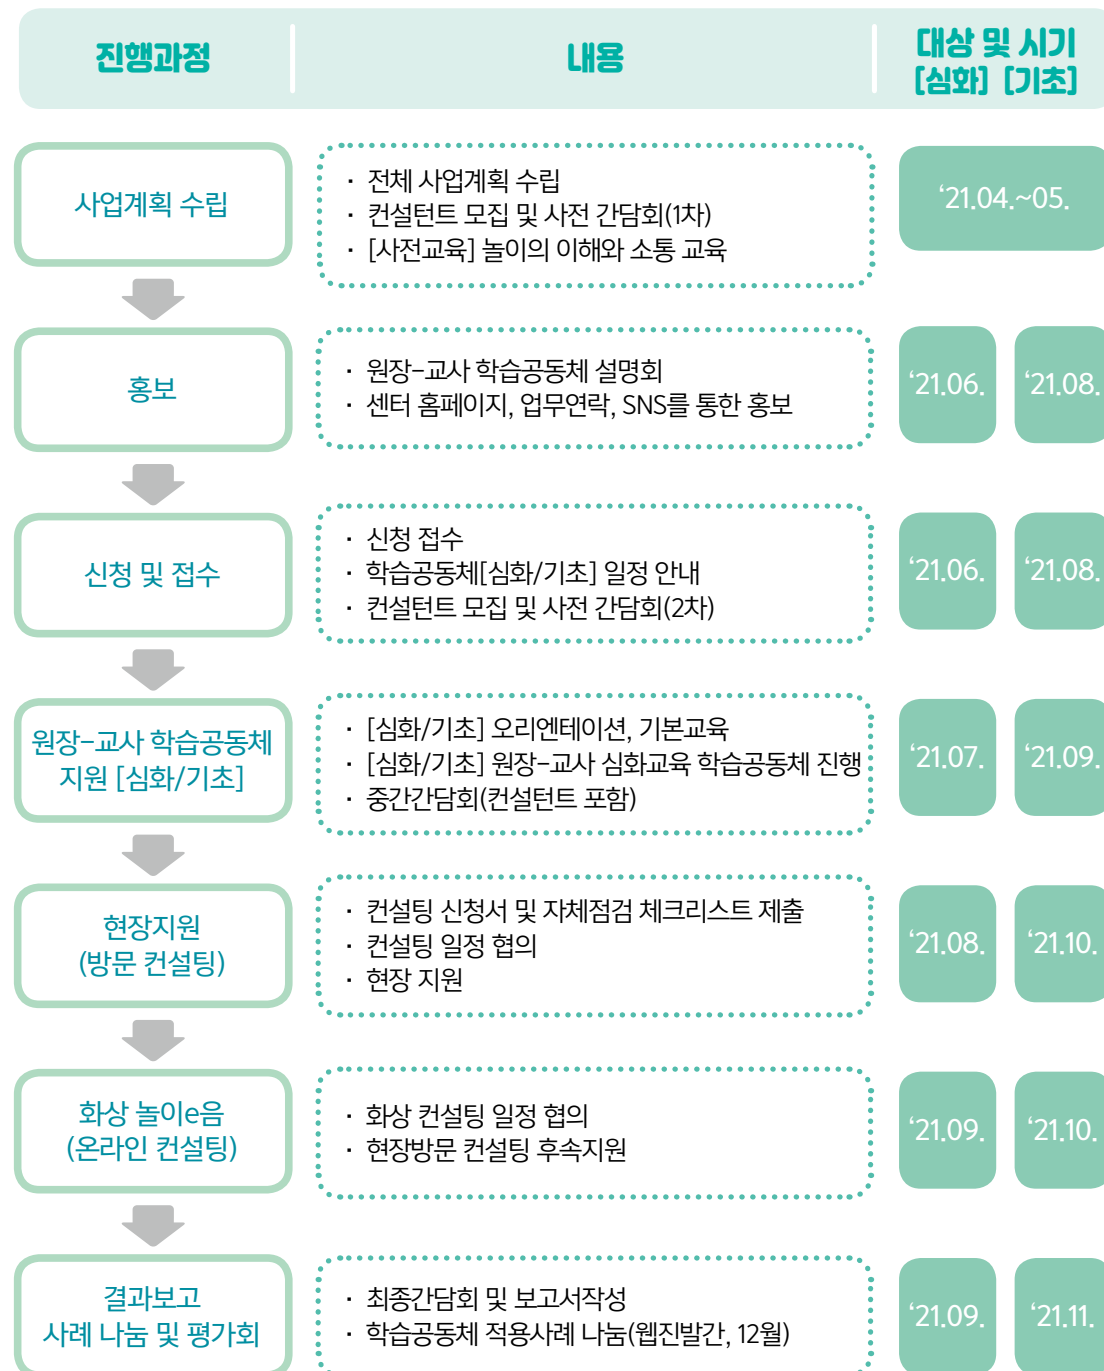 진행과정
내용
대상 및 시기
[심화] [기초]
사업계획 수립
· 전체 사업계획 수립
· 컨설턴트 모집 및 사전 간담회(1차)
· [사전교육] 놀이의 이해와 소통 교육
‘21.04.~05.
홍보
· 원장-교사 학습공동체 설명회
· 센터 홈페이지, 업무연락, SNS를 통한 홍보
‘21.06.
‘21.08.
신청 및 접수
· 신청 접수
· 학습공동체[심화/기초] 일정 안내
· 컨설턴트 모집 및 사전 간담회(2차)
‘21.06.
‘21.08.
원장-교사 학습공동체
지원 [심화/기초]
· [심화/기초] 오리엔테이션, 기본교육
· [심화/기초] 원장-교사 심화교육 학습공동체 진행
· 중간간담회(컨설턴트 포함)
‘21.07.
‘21.09.
현장지원
(방문 컨설팅)
· 컨설팅 신청서 및 자체점검 체크리스트 제출
· 컨설팅 일정 협의
· 현장 지원
‘21.08.
‘21.10.
화상 놀이e음
(온라인 컨설팅)
· 화상 컨설팅 일정 협의
· 현장방문 컨설팅 후속지원
‘21.09.
‘21.10.
결과보고
사례 나눔 및 평가회
· 최종간담회 및 보고서작성
· 학습공동체 적용사례 나눔(웹진발간, 12월)
‘21.09.
‘21.11.